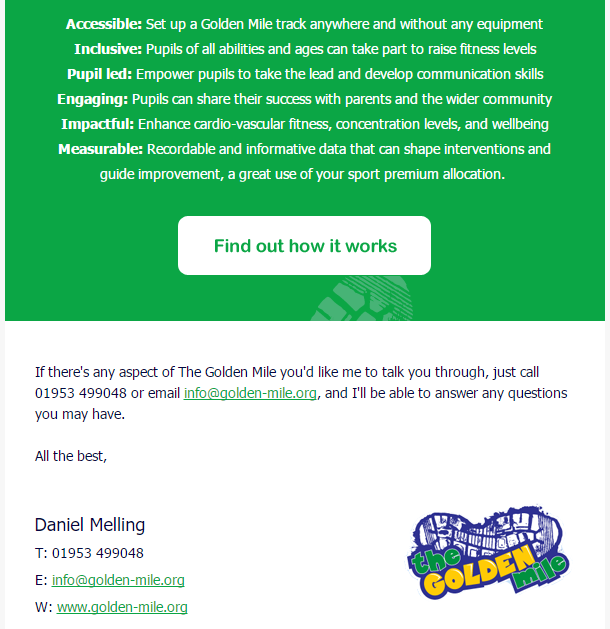 Accessible: Set up a Golden Mile track anywhere and without any equipment
Inclusive: Pupils of all abilities and ages can take part to raise fitness levels
Pupil led: Empower pupils to take the lead and develop communication skills
Engaging: Pupils can share their success with parents and the wider community
Impactful: Enhance cardio-vascular fitness, concentration levels, and wellbeing
Measurable: Recordable and informative data that can shape interventions and
guide improvement, a great use of your sport premium allocation.
Find out how it works
If there's any aspect of The Golden Mile you'd like me to talk you through, just call
01953 499048 or email info@golden-mile.org, and I'll be able to answer any questions
you may have.
All the best,
Daniel Melling
T: 01953 499048
E: info@golden-mile.org
W: www.golden-mile.org
the
GOLDEN
mile